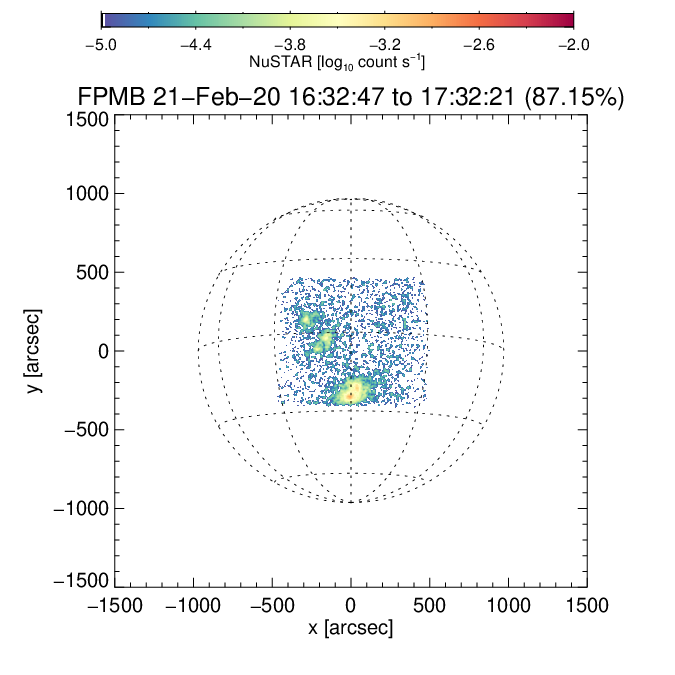 −5.0 −4.4 −3.8 −3.2 −2.6 −2.0
NuSTAR [log₁₀ count s⁻¹]
FPMB 21−Feb−20 16:32:47 to 17:32:21 (87.15%)
1500
1000
500
0
−500
−1000
−1500
y [arcsec]
−1500 −1000 −500 0 500 1000 1500
x [arcsec]